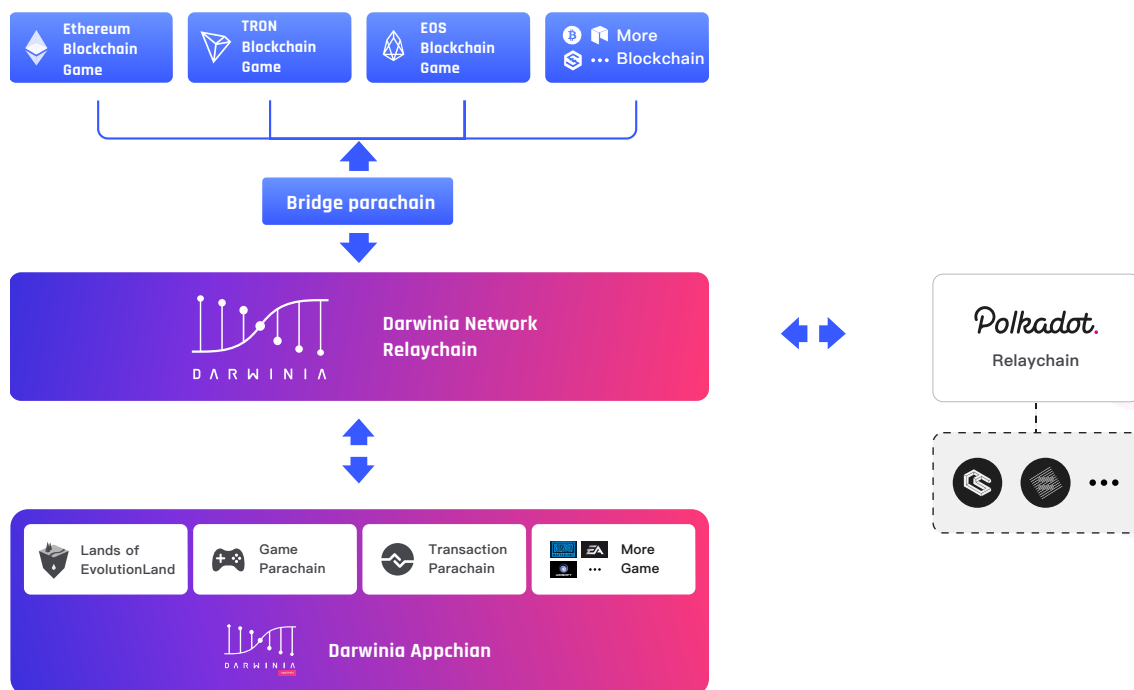 Ethereum
Blockchain
Game
TRON
Blockchain
Game
EOS
Blockchain
Game
More
Blockchain
Bridge parachain
DARWINIA
Darwinia Network
Relaychain
Polkadot.
Relaychain
Lands of
EvolutionLand
Game
Parachain
Transaction
Parachain
EA
More
Game
DARWINIA
Darwinia Appchian